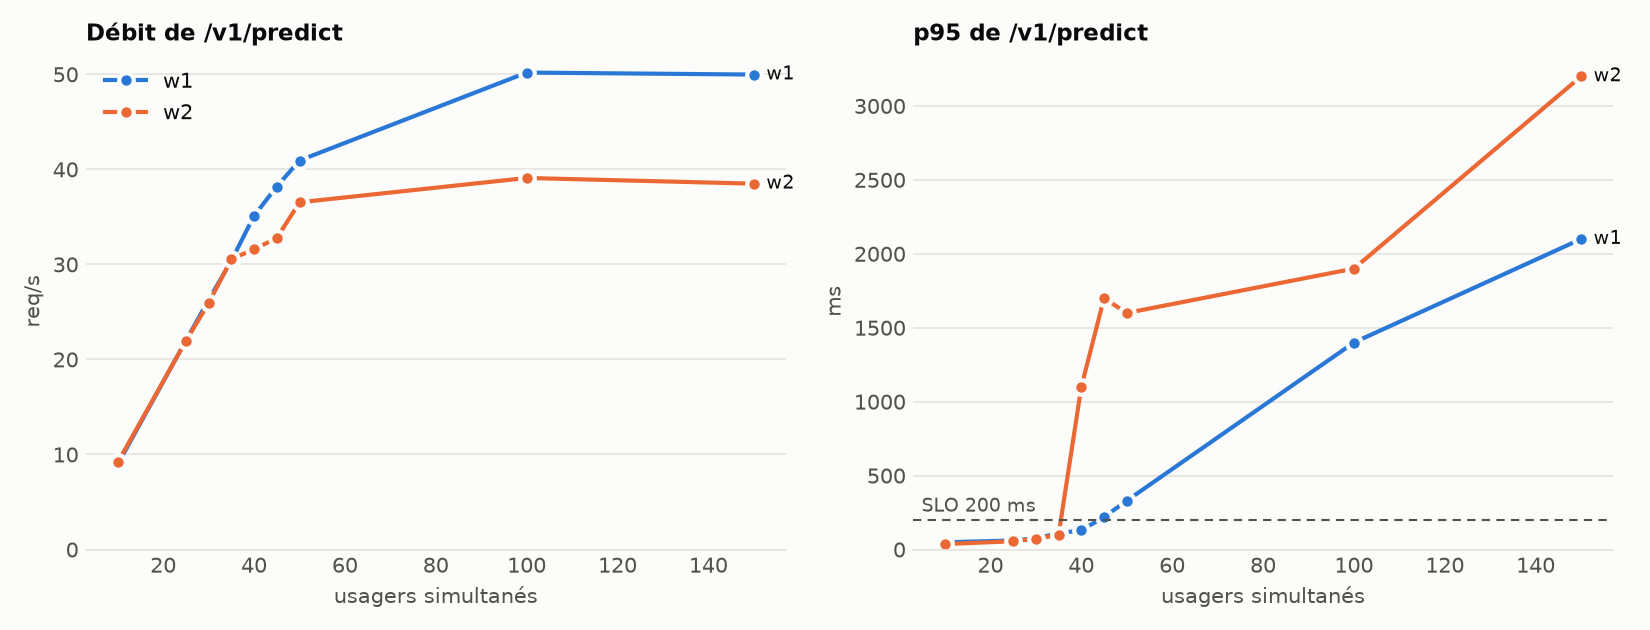 Débit de /v1/predict
w1
w2
50
40
30
20
10
0
req/s
w1
w2
20
40
60
80
100
120
140
usagers simultanés
p95 de /v1/predict
3000
2500
2000
1500
1000
500
0
ms
SLO 200 ms
w2
w1
20
40
60
80
100
120
140
usagers simultanés